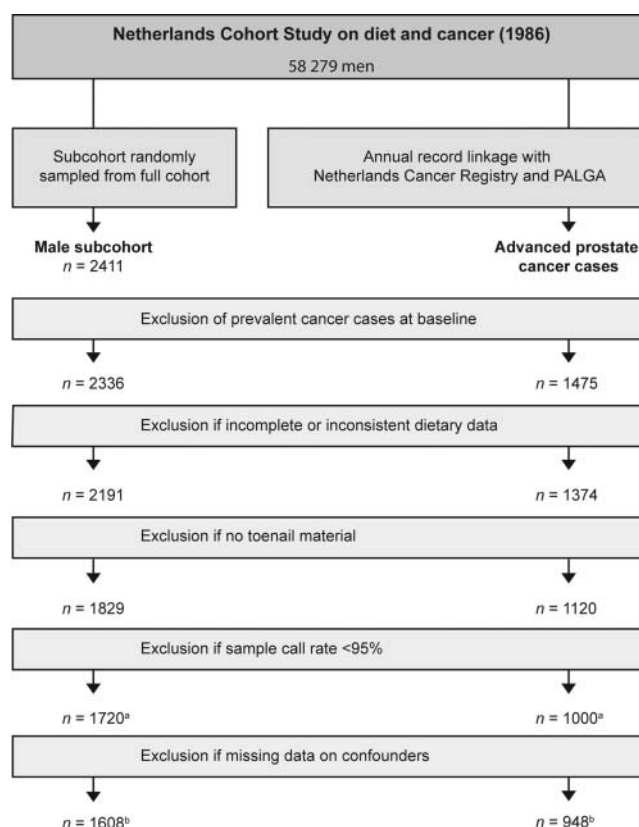 Netherlands Cohort Study on diet and cancer (1986)
58 279 men
Subcohort randomly
sampled from full cohort
Annual record linkage with
Netherlands Cancer Registry and PALGA
Male subcohort
n = 2411
Advanced prostate
cancer cases
Exclusion of prevalent cancer cases at baseline
n = 2336
n = 1475
Exclusion if incomplete or inconsistent dietary data
n = 2191
n = 1374
Exclusion if no toenail material
n = 1829
n = 1120
Exclusion if sample call rate <95%
n = 1720ᵃ
n = 1000ᵃ
Exclusion if missing data on confounders
n = 1608ᵇ
n = 948ᵇ